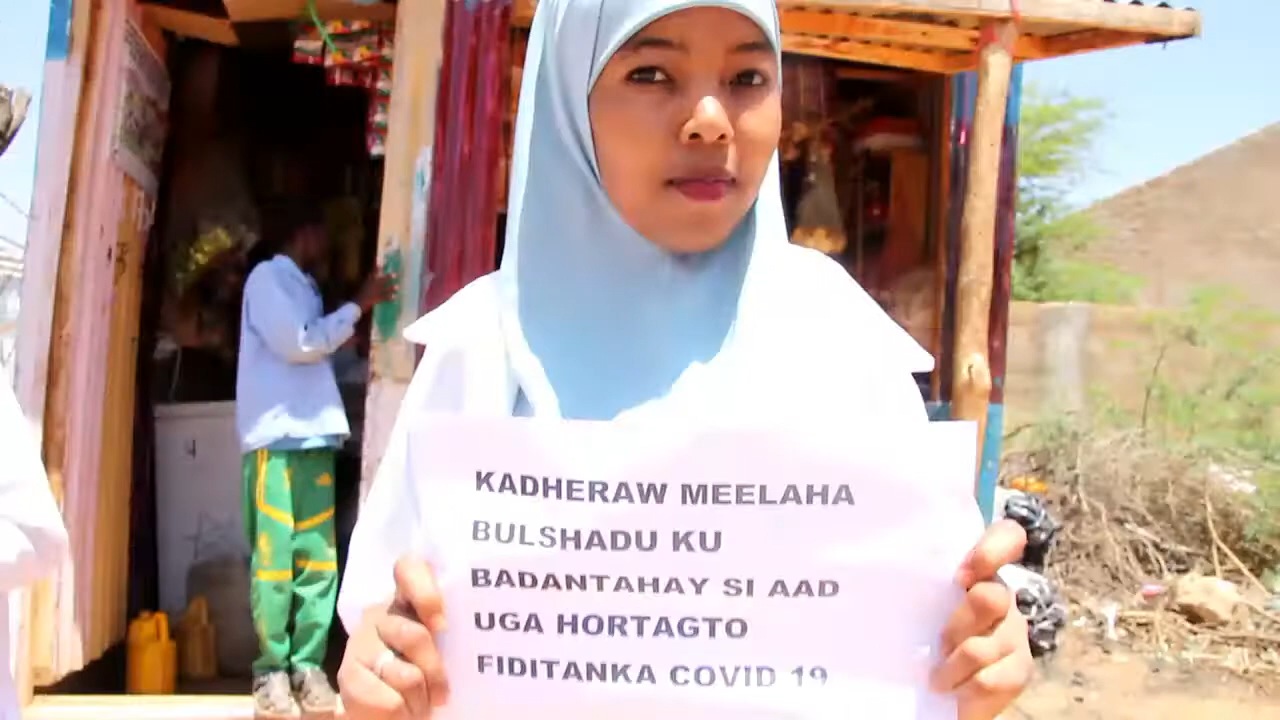 KADHERAW MEELAHA
BULSHADU KU
BADANTAHAY SI AAD
UGA HORTAGTO
FIDITANKA COVID 19